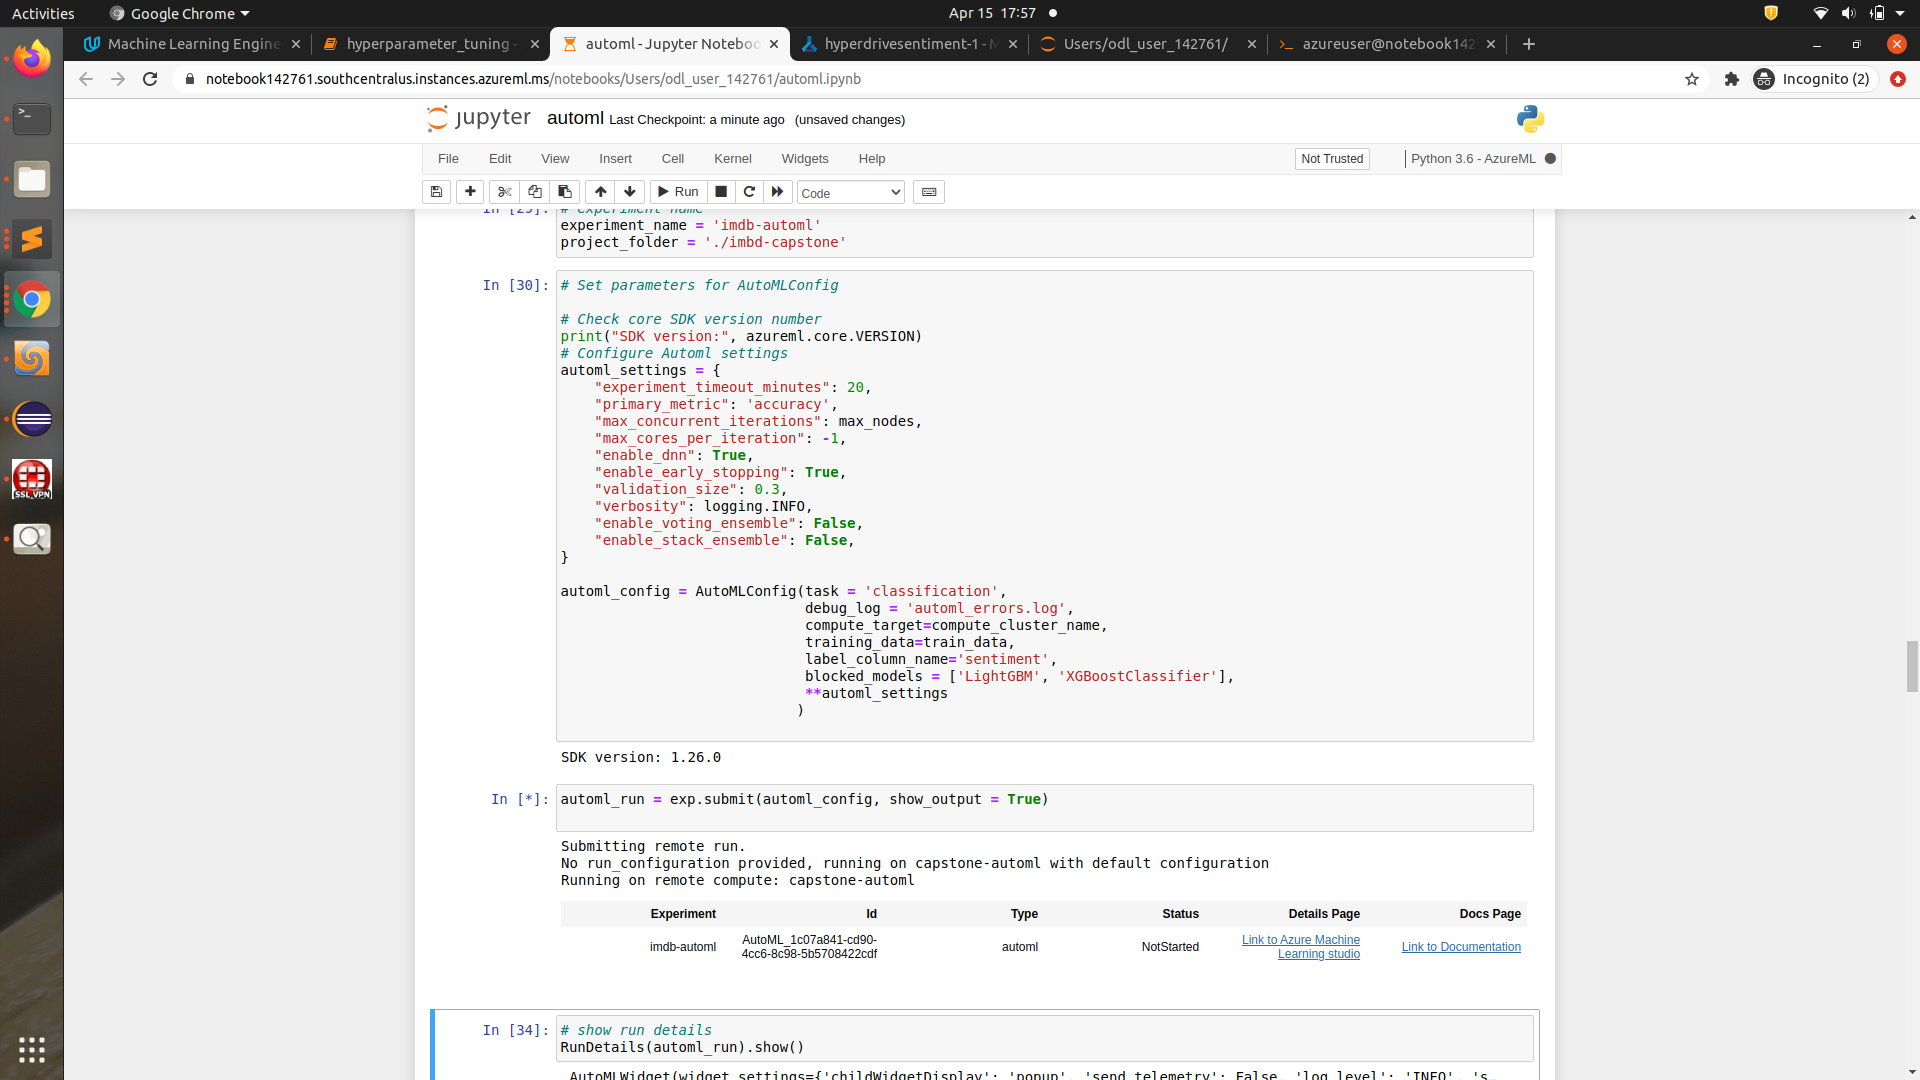 Activities
Google Chrome
Apr 15 17:57
Machine Learning Engine
hyperparameter_tuning -
automl - Jupyter Noteboo
hyperdrivesentiment-1 - M
Users/odl_user_142761/
azureuser@notebook142
notebook142761.southcentralus.instances.azureml.ms/notebooks/Users/odl_user_142761/automl.ipynb
Incognito (2)
jupyter automl Last Checkpoint: a minute ago (unsaved changes)
File Edit View Insert Cell Kernel Widgets Help
Not Trusted
Python 3.6 - AzureML
Run
Code
In [29]: # experiment name
experiment_name = 'imdb-automl'
project_folder = './imbd-capstone'
In [30]: # Set parameters for AutoMLConfig
# Check core SDK version number
print("SDK version:", azureml.core.VERSION)
# Configure Automl settings
automl_settings = {
"experiment_timeout_minutes": 20,
"primary_metric": 'accuracy',
"max_concurrent_iterations": max_nodes,
"max_cores_per_iteration": -1,
"enable_dnn": True,
"enable_early_stopping": True,
"validation_size": 0.3,
"verbosity": logging.INFO,
"enable_voting_ensemble": False,
"enable_stack_ensemble": False,
}
automl_config = AutoMLConfig(task = 'classification',
debug_log = 'automl_errors.log',
compute_target=compute_cluster_name,
training_data=train_data,
label_column_name='sentiment',
blocked_models = ['LightGBM', 'XGBoostClassifier'],
**automl_settings
)
SDK version: 1.26.0
In [*]: automl_run = exp.submit(automl_config, show_output = True)
Submitting remote run.
No run_configuration provided, running on capstone-automl with default configuration
Running on remote compute: capstone-automl
Experiment Id Type Status Details Page Docs Page
imdb-automl AutoML_1c07a841-cd90-4cc6-8c98-5b5708422cdf automl NotStarted Link to Azure Machine Learning studio Link to Documentation
In [34]: # show run details
RunDetails(automl_run).show()
_AutoMLWidget(widget_settings={'childWidgetDisplay': 'popup', 'send_telemetry': False, 'log_level': 'INFO', 's…
SSL VPN